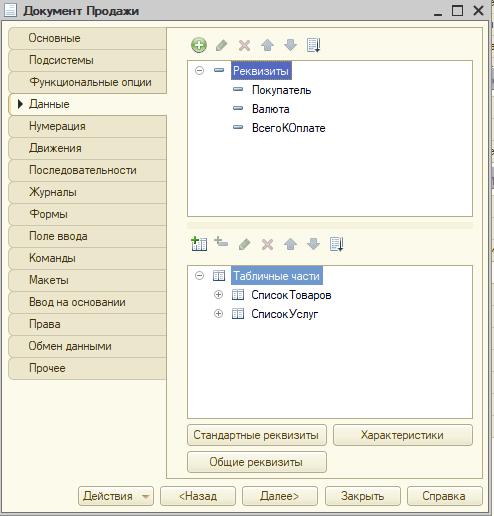 Документ Продажи
Основные
Подсистемы
Функциональные опции
Данные
Нумерация
Движения
Последовательности
Журналы
Формы
Поле ввода
Команды
Макеты
Ввод на основании
Права
Обмен данными
Прочее
Реквизиты
Покупатель
Валюта
ВсегоКОплате
Табличные части
СписокТоваров
СписокУслуг
Стандартные реквизиты
Характеристики
Общие реквизиты
Действия
<Назад
Далее>
Закрыть
Справка